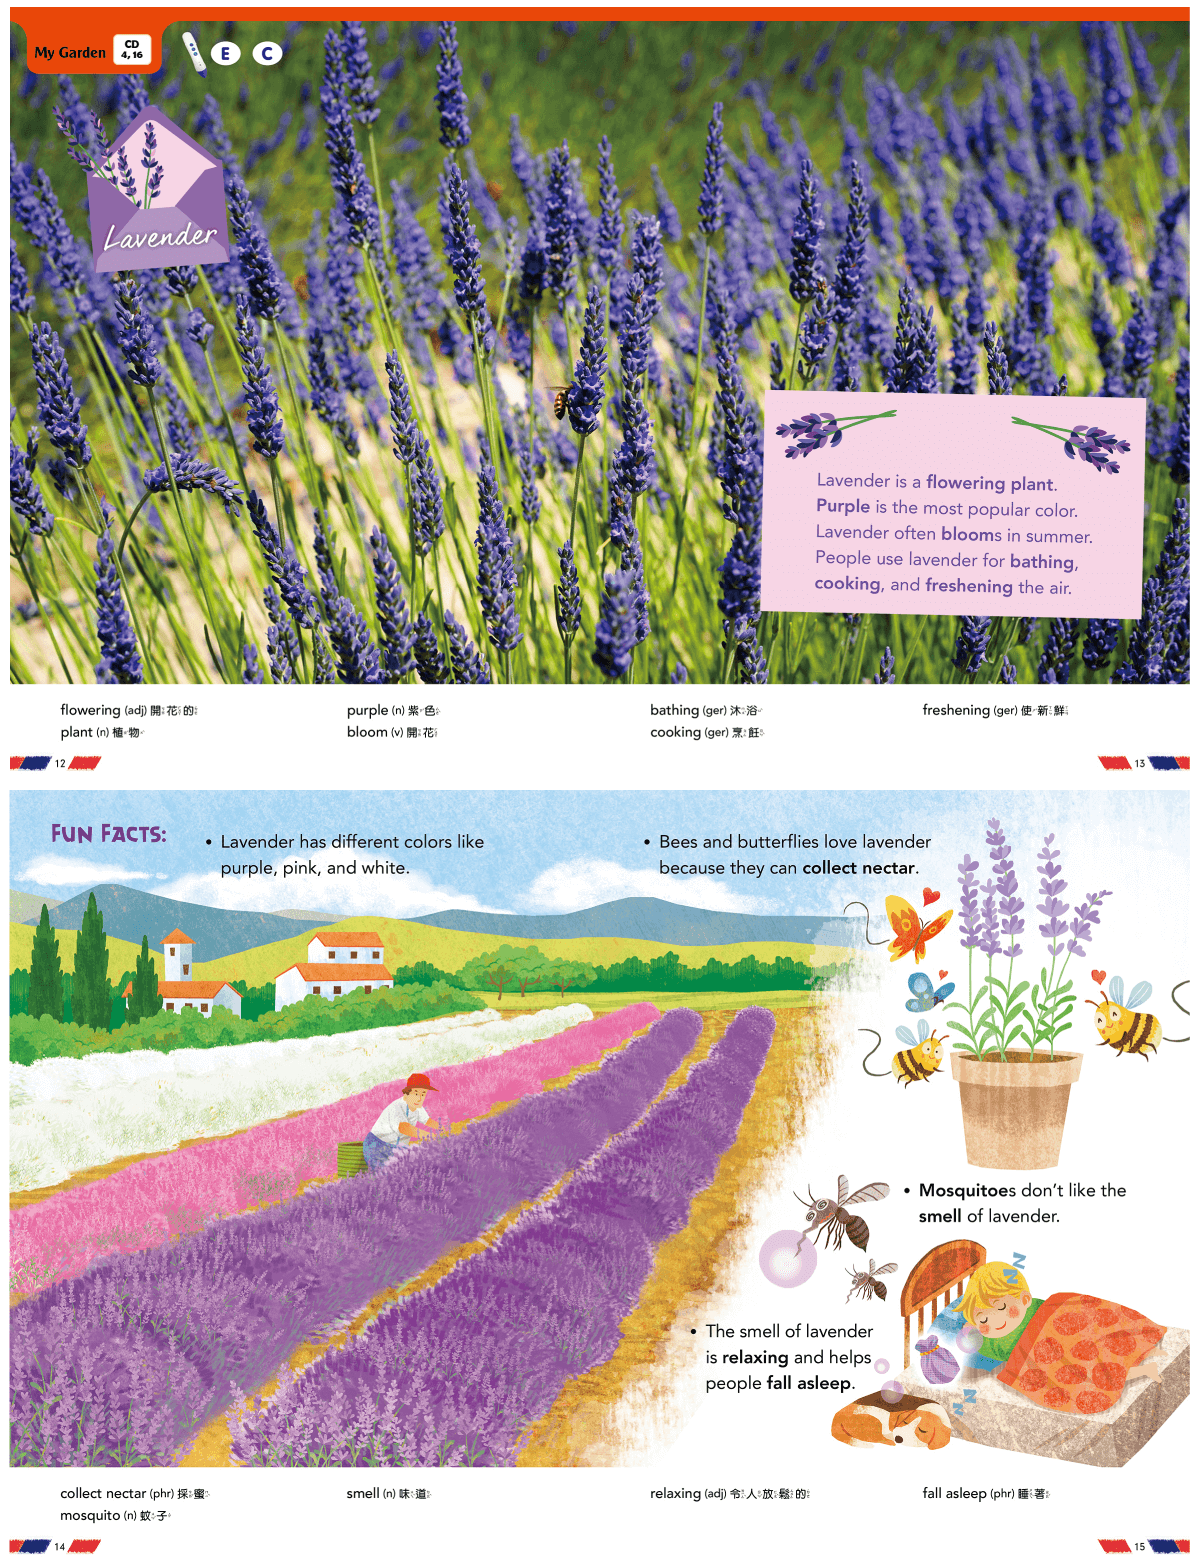 My Garden
CD
4, 16
E
C
Lavender
Lavender is a flowering plant.
Purple is the most popular color.
Lavender often blooms in summer.
People use lavender for bathing,
cooking, and freshening the air.
flowering (adj) 開花的
plant (n) 植物
purple (n) 紫色
bloom (v) 開花
bathing (ger) 沐浴
cooking (ger) 烹飪
freshening (ger) 使新鮮
12
13
FUN FACTS:
• Lavender has different colors like
purple, pink, and white.
• Bees and butterflies love lavender
because they can collect nectar.
• Mosquitoes don't like the
smell of lavender.
z
z
z
• The smell of lavender
is relaxing and helps
people fall asleep.
z
z
z
collect nectar (phr) 採蜜
mosquito (n) 蚊子
smell (n) 味道
relaxing (adj) 令人放鬆的
fall asleep (phr) 睡著
14
15